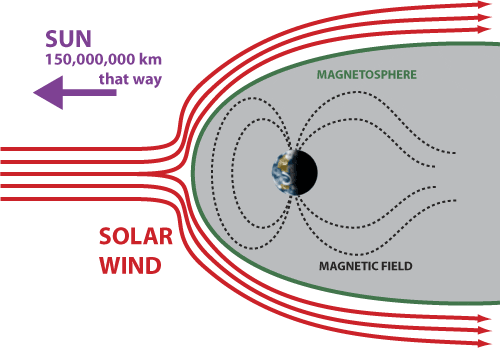 SUN
150,000,000 km
that way
MAGNETOSPHERE
SOLAR
WIND
MAGNETIC FIELD